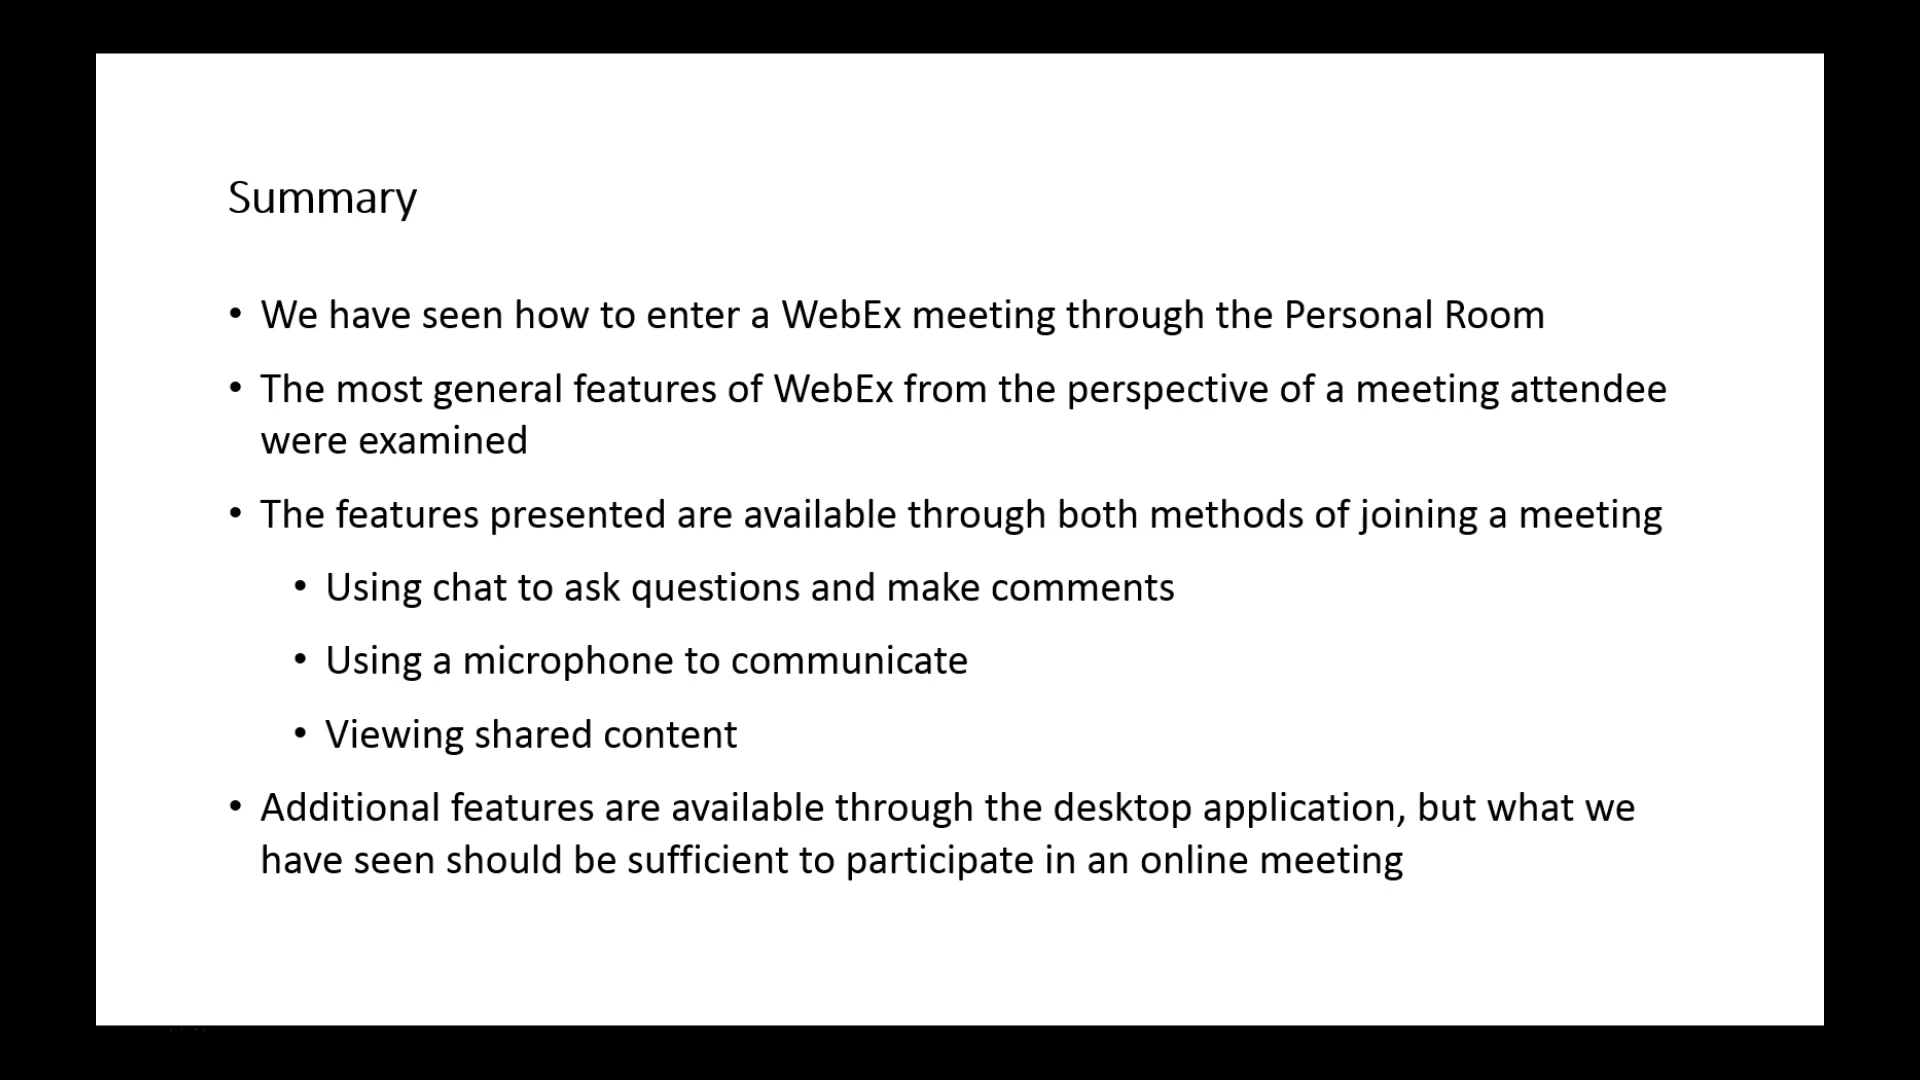 Summary
• We have seen how to enter a WebEx meeting through the Personal Room
• The most general features of WebEx from the perspective of a meeting attendee
were examined
• The features presented are available through both methods of joining a meeting
• Using chat to ask questions and make comments
• Using a microphone to communicate
• Viewing shared content
• Additional features are available through the desktop application, but what we
have seen should be sufficient to participate in an online meeting